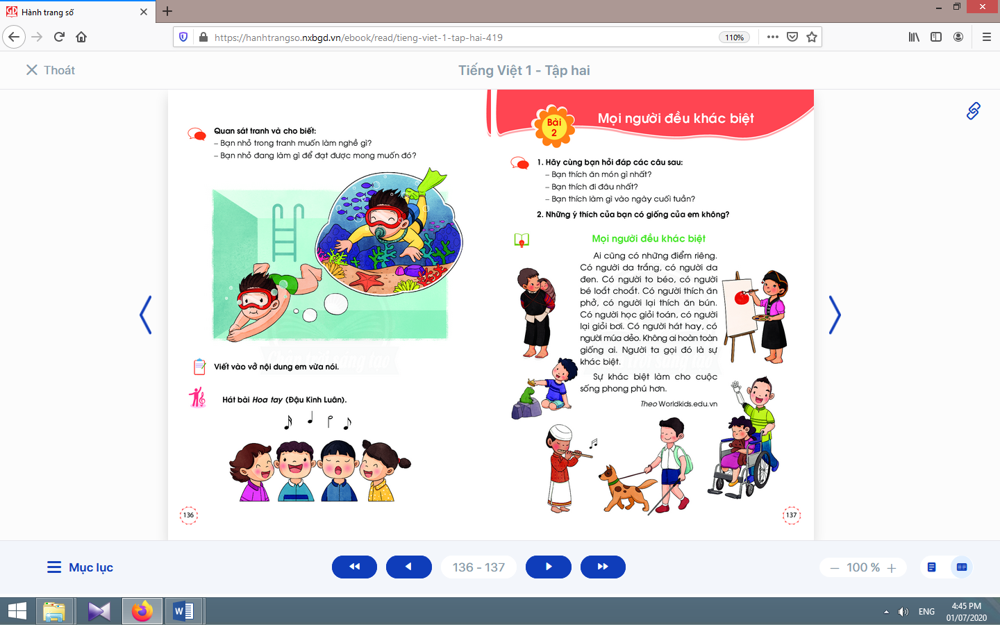 Hành trang số
https://hanhtrangso.nxbgd.vn/ebook/read/tieng-viet-1-tap-hai-419
110%
Thoát
Tiếng Việt 1 - Tập hai
Quan sát tranh và cho biết:
– Bạn nhỏ trong tranh muốn làm nghề gì?
– Bạn nhỏ đang làm gì để đạt được mong muốn đó?
Viết vào vở nội dung em vừa nói.
Hát bài Hoa tay (Đậu Kinh Luân).
136
Bài
2
Mọi người đều khác biệt
1. Hãy cùng bạn hỏi đáp các câu sau:
– Bạn thích ăn món gì nhất?
– Bạn thích đi đâu nhất?
– Bạn thích làm gì vào ngày cuối tuần?
2. Những ý thích của bạn có giống của em không?
Mọi người đều khác biệt
Ai cũng có những điểm riêng.
Có người da trắng, có người da
đen. Có người to béo, có người
bé loắt choắt. Có người thích ăn
phở, có người lại thích ăn bún.
Có người học giỏi toán, có người
lại giỏi bơi. Có người hát hay, có
người múa dẻo. Không ai hoàn toàn
giống ai. Người ta gọi đó là sự
khác biệt.
Sự khác biệt làm cho cuộc
sống phong phú hơn.
Theo Worldkids.edu.vn
137
Mục lục
136 - 137
100 %
ENG
4:45 PM
01/07/2020